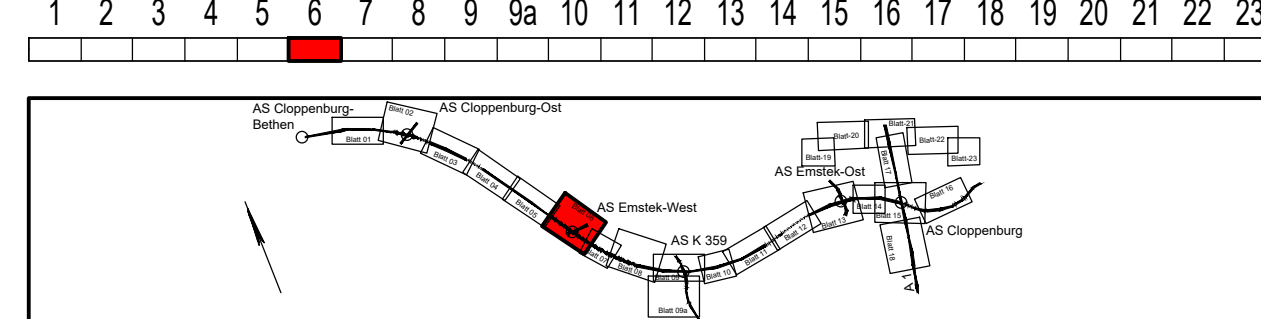 1 2 3 4 5 6 7 8 9 9a 10 11 12 13 14 15 16 17 18 19 20 21 22 23
AS Cloppenburg-
Bethen
Blatt 01
Blatt 02
AS Cloppenburg-Ost
Blatt 03
Blatt 04
Blatt 05
AS Emstek-West
Blatt 07
Blatt 08
AS K 359
Blatt 09
Blatt 09a
Blatt 10
Blatt 11
Blatt 12
AS Emstek-Ost
Blatt 13
Blatt 14
Blatt 15
Blatt 16
Blatt 17
Blatt 18
Blatt-19
Blatt-20
Blatt-21
Blatt-22
Blatt-23
AS Cloppenburg
A 1